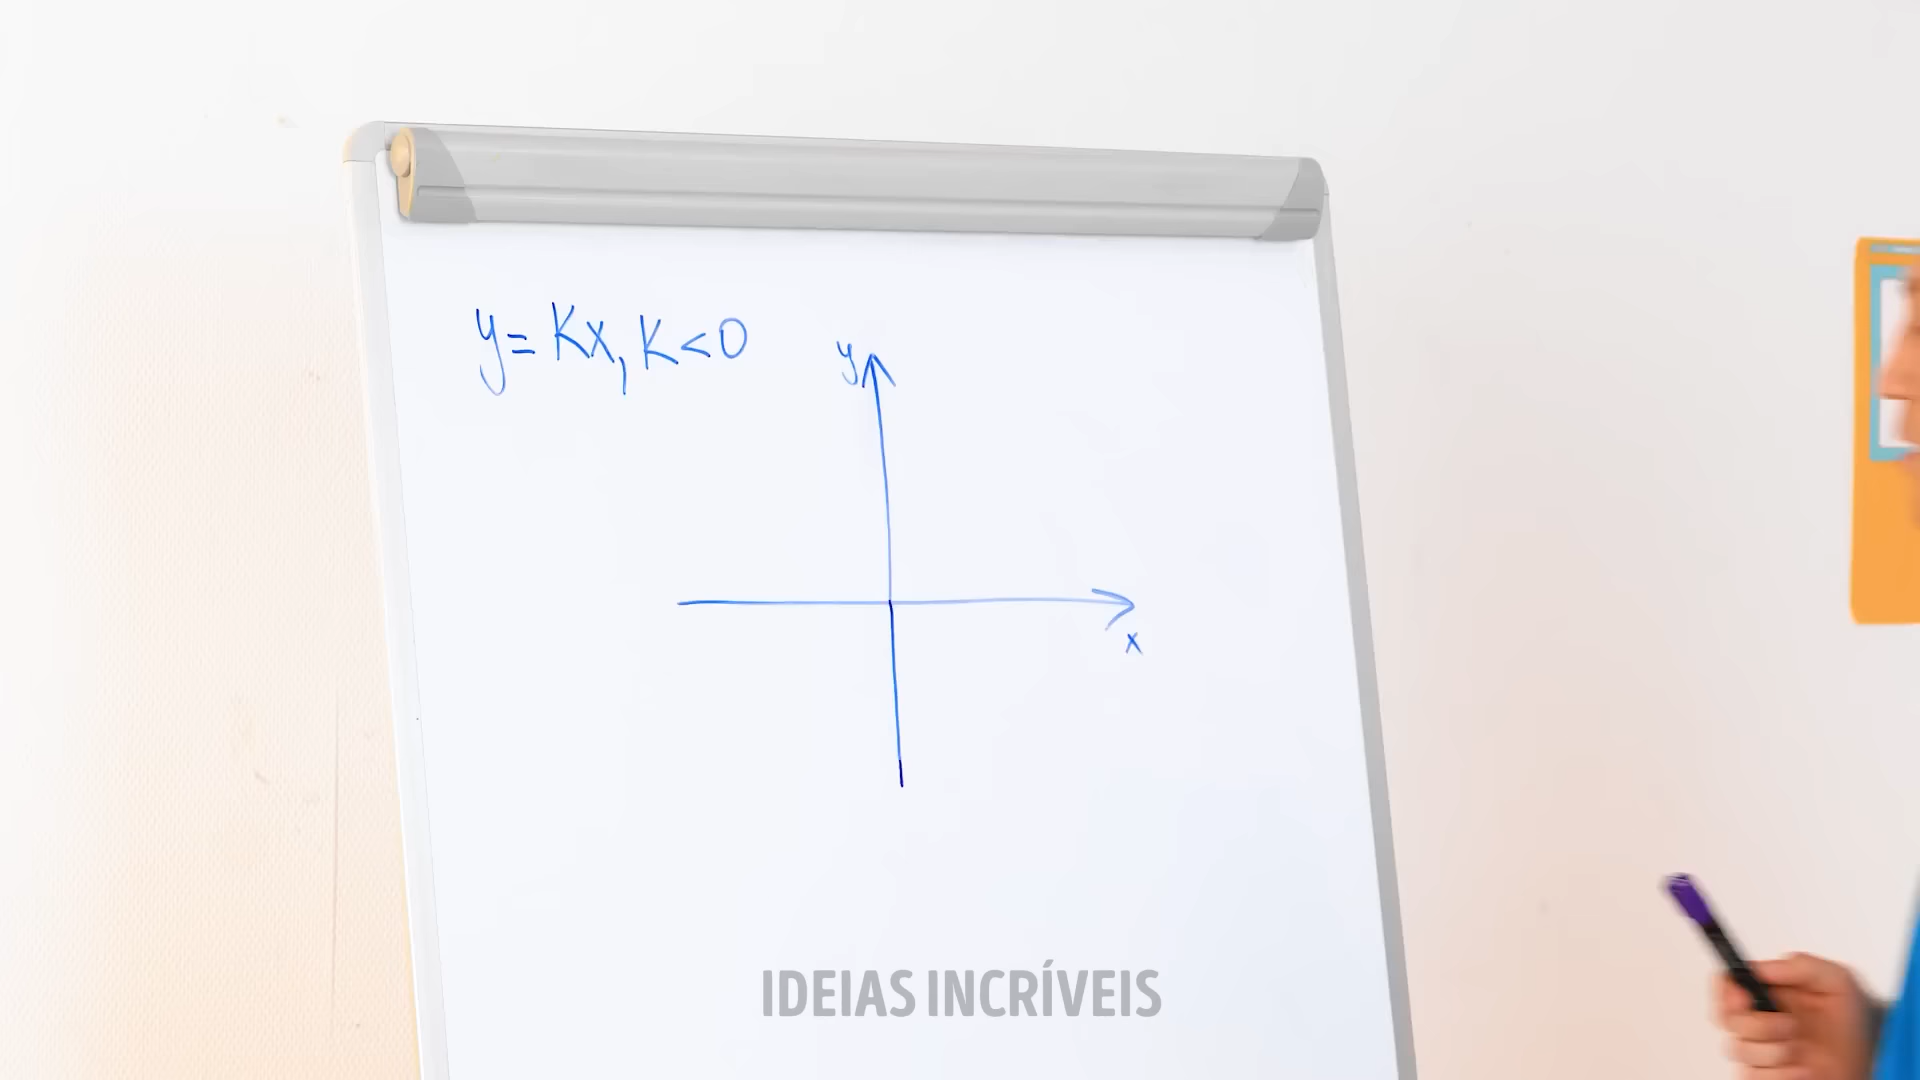 y = Kx, K < 0
y
x
IDEIAS INCRÍVEIS